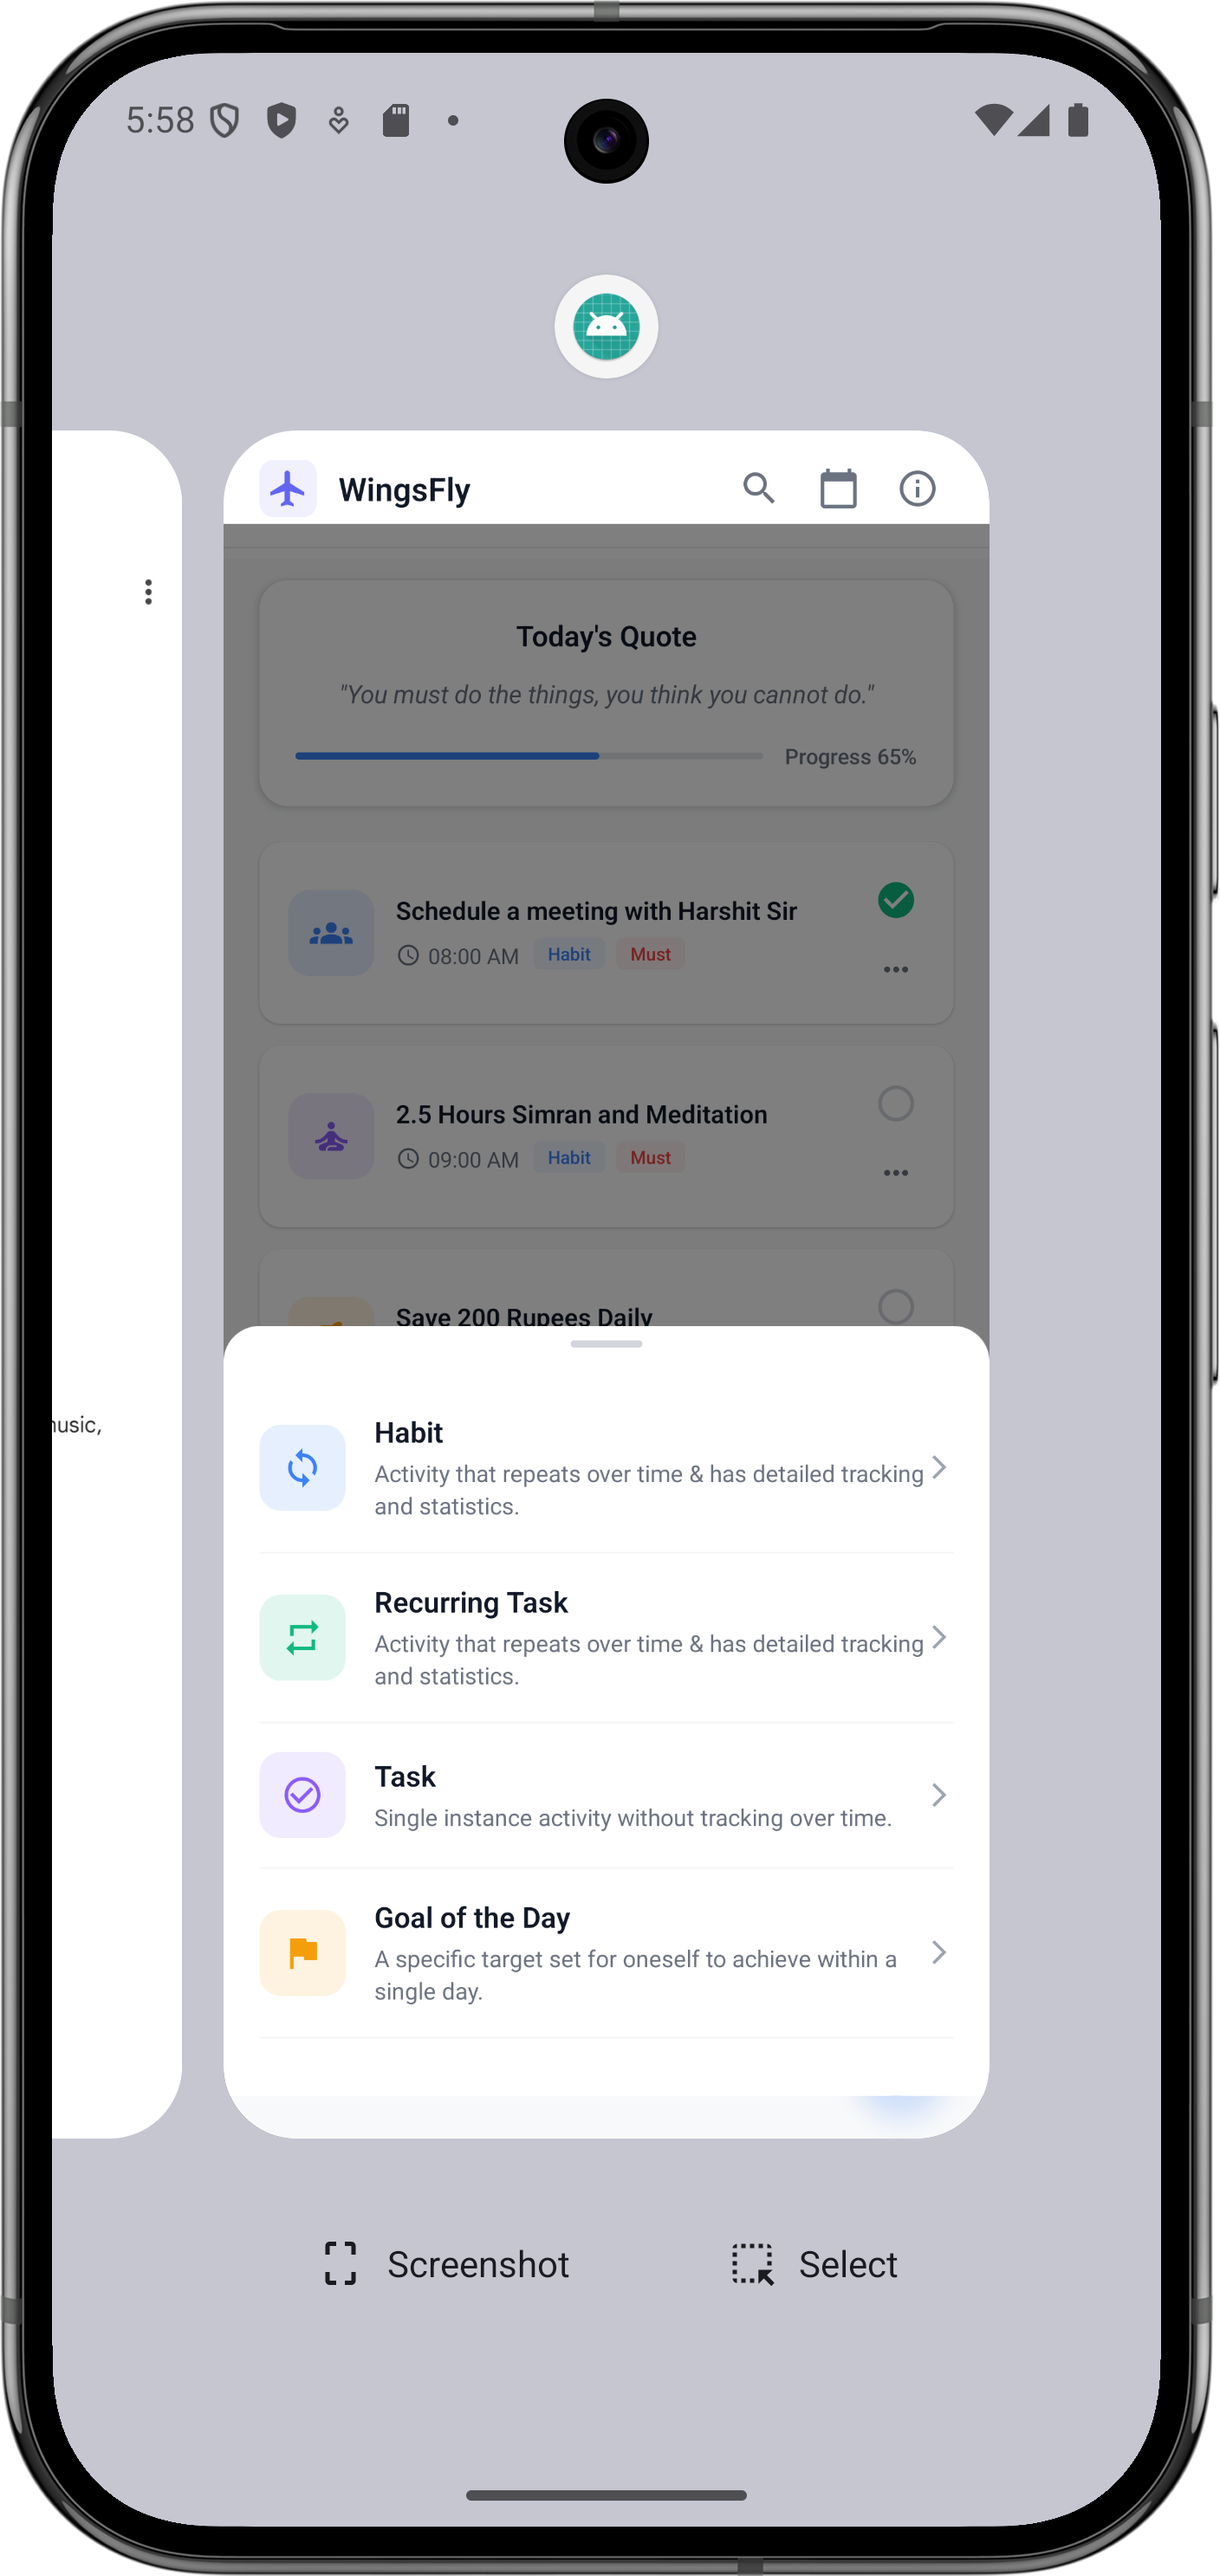 5:58
WingsFly
Today's Quote
"You must do the things, you think you cannot do."
Progress 65%
Schedule a meeting with Harshit Sir
08:00 AM Habit Must
2.5 Hours Simran and Meditation
09:00 AM Habit Must
Save 200 Rupees Daily
Habit
Activity that repeats over time & has detailed tracking
and statistics.
Recurring Task
Activity that repeats over time & has detailed tracking
and statistics.
Task
Single instance activity without tracking over time.
Goal of the Day
A specific target set for oneself to achieve within a
single day.
Screenshot Select